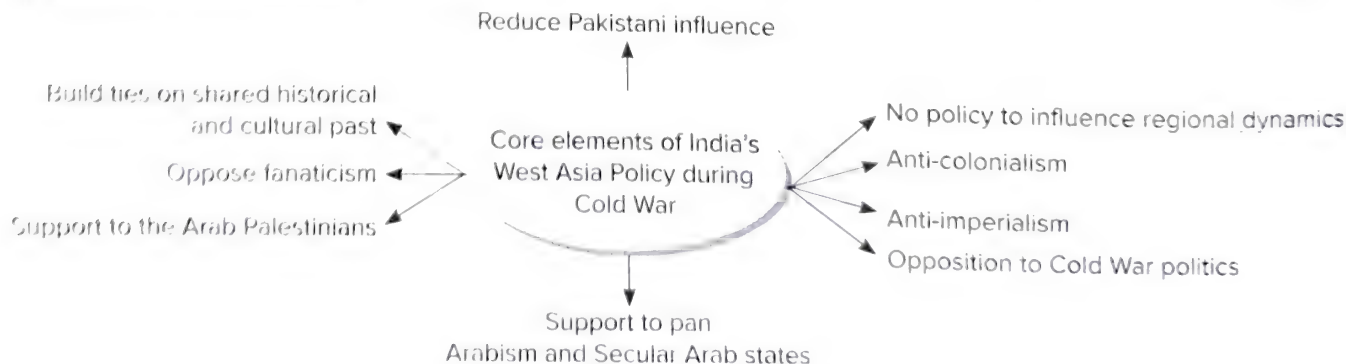 Reduce Pakistani influence
Build ties on shared historical
and cultural past
Oppose fanaticism
Support to the Arab Palestinians
Core elements of India's
West Asia Policy during
Cold War
No policy to influence regional dynamics
Anti-colonialism
Anti-imperialism
Opposition to Cold War politics
Support to pan
Arabism and Secular Arab states